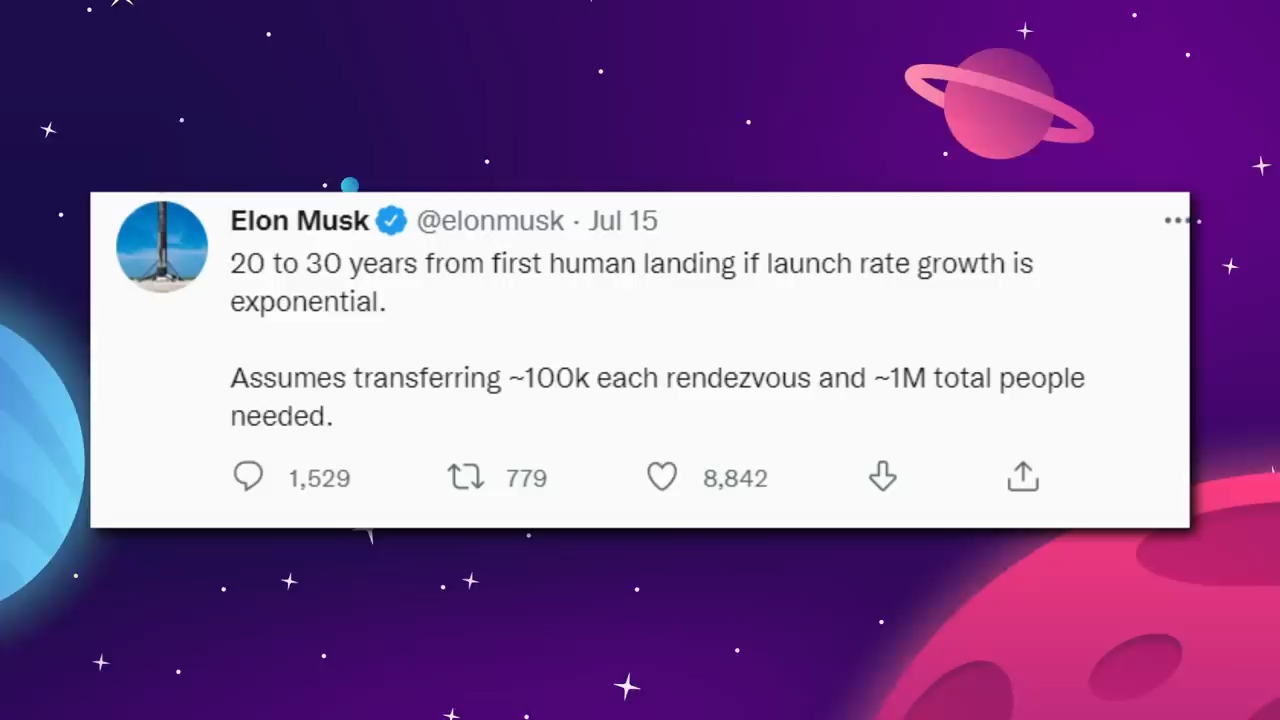 Elon Musk @elonmusk · Jul 15
20 to 30 years from first human landing if launch rate growth is
exponential.
Assumes transferring ~100k each rendezvous and ~1M total people
needed.
1,529 779 8,842